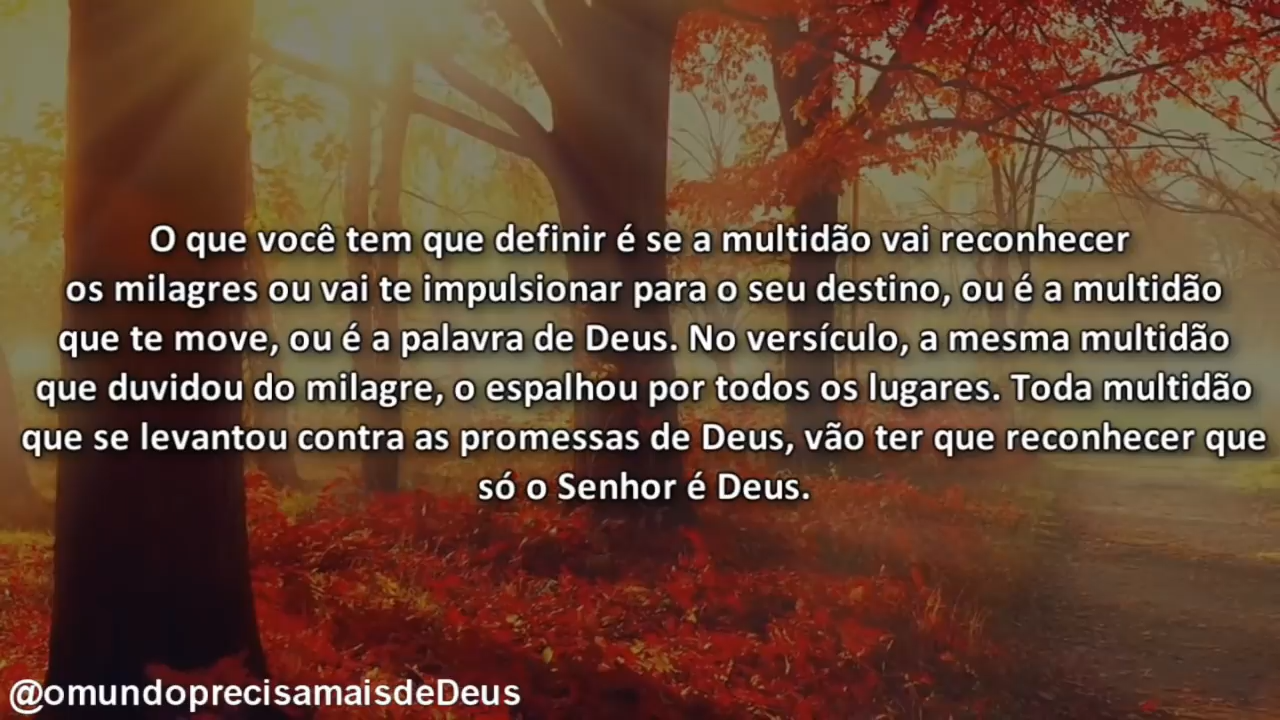 O que você tem que definir é se a multidão vai reconhecer
os milagres ou vai te impulsionar para o seu destino, ou é a multidão
que te move, ou é a palavra de Deus. No versículo, a mesma multidão
que duvidou do milagre, o espalhou por todos os lugares. Toda multidão
que se levantou contra as promessas de Deus, vão ter que reconhecer que
só o Senhor é Deus.
@omundoprecisamaisdeDeus